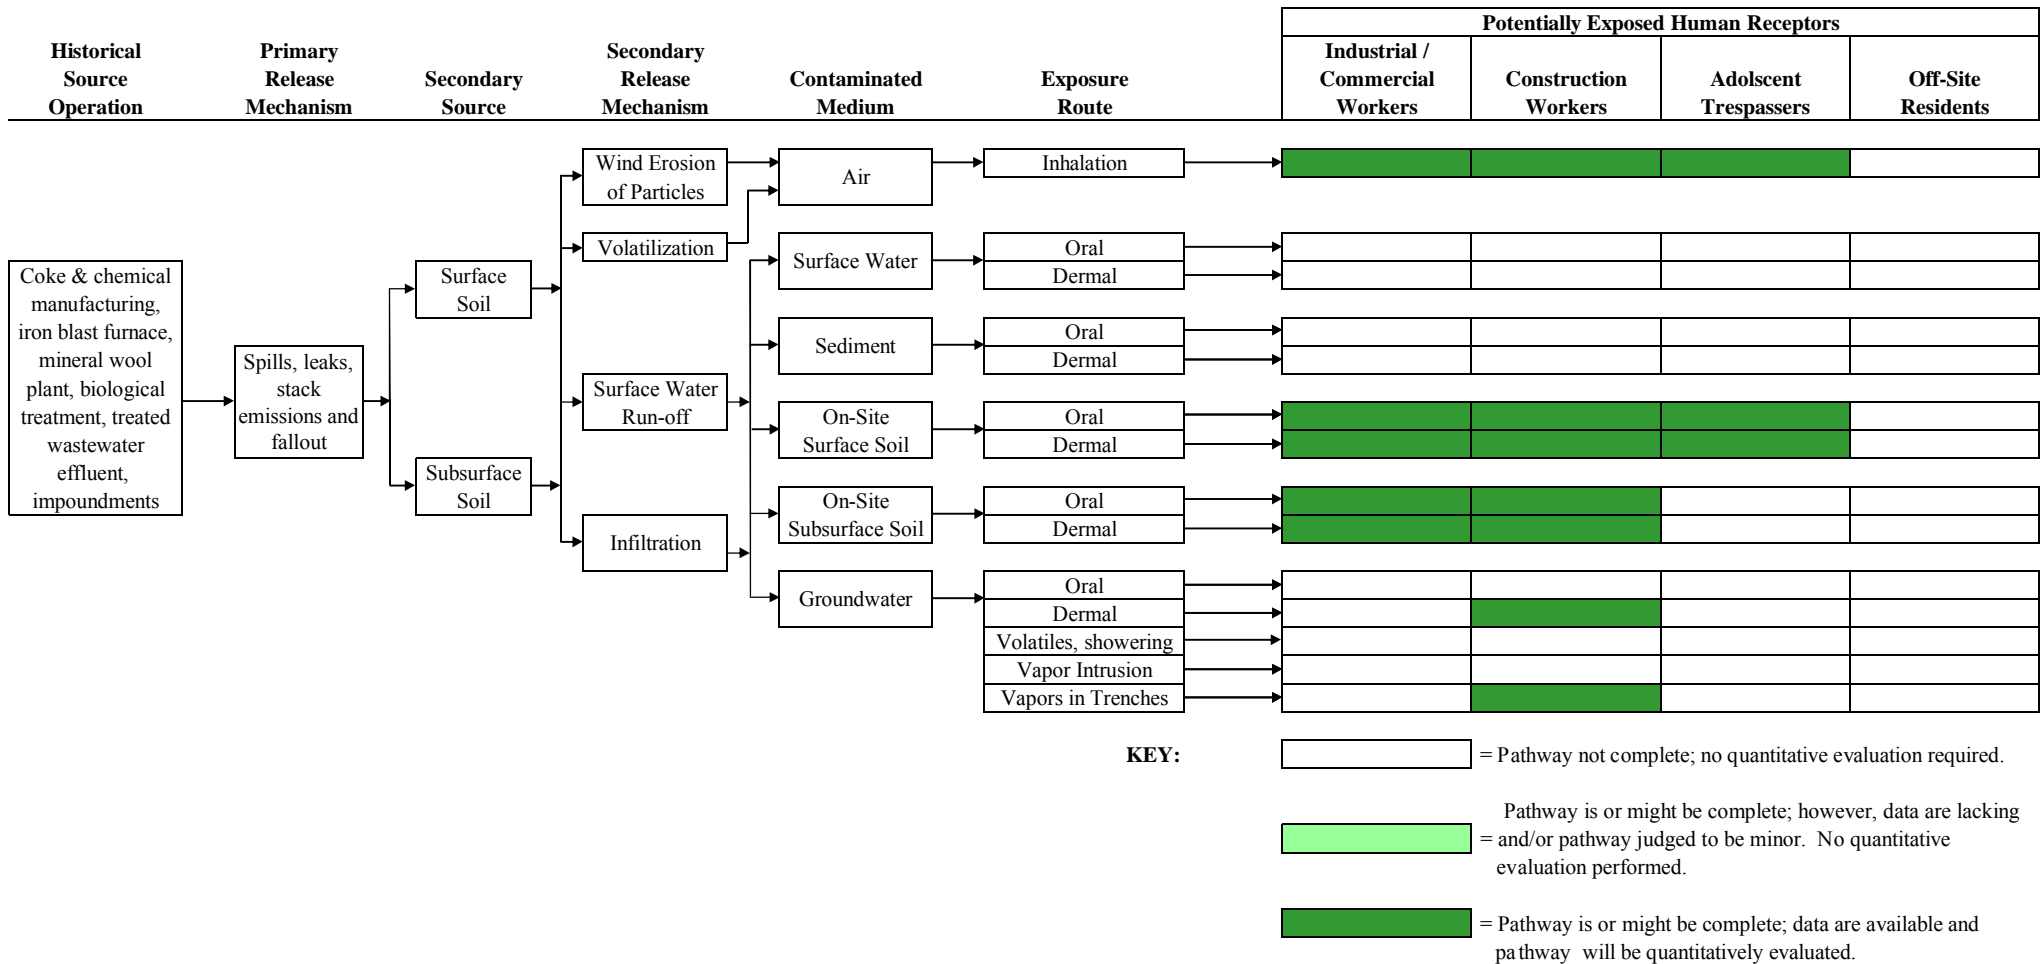 Potentially Exposed Human Receptors
Historical
Source
Operation
Primary
Release
Mechanism
Secondary
Source
Secondary
Release
Mechanism
Contaminated
Medium
Exposure
Route
Industrial /
Commercial
Workers
Construction
Workers
Adolscent
Trespassers
Off-Site
Residents
Coke & chemical
manufacturing,
iron blast furnace,
mineral wool
plant, biological
treatment, treated
wastewater
effluent,
impoundments
Spills, leaks,
stack
emissions and
fallout
Surface
Soil
Subsurface
Soil
Wind Erosion
of Particles
Volatilization
Surface Water
Run-off
Infiltration
Air
Surface Water
Sediment
On-Site
Surface Soil
On-Site
Subsurface Soil
Groundwater
Inhalation
Oral
Dermal
Oral
Dermal
Oral
Dermal
Oral
Dermal
Oral
Dermal
Volatiles, showering
Vapor Intrusion
Vapors in Trenches
KEY:
= Pathway not complete; no quantitative evaluation required.
Pathway is or might be complete; however, data are lacking
= and/or pathway judged to be minor.  No quantitative
evaluation performed.
= Pathway is or might be complete; data are available and
pathway  will be quantitatively evaluated.